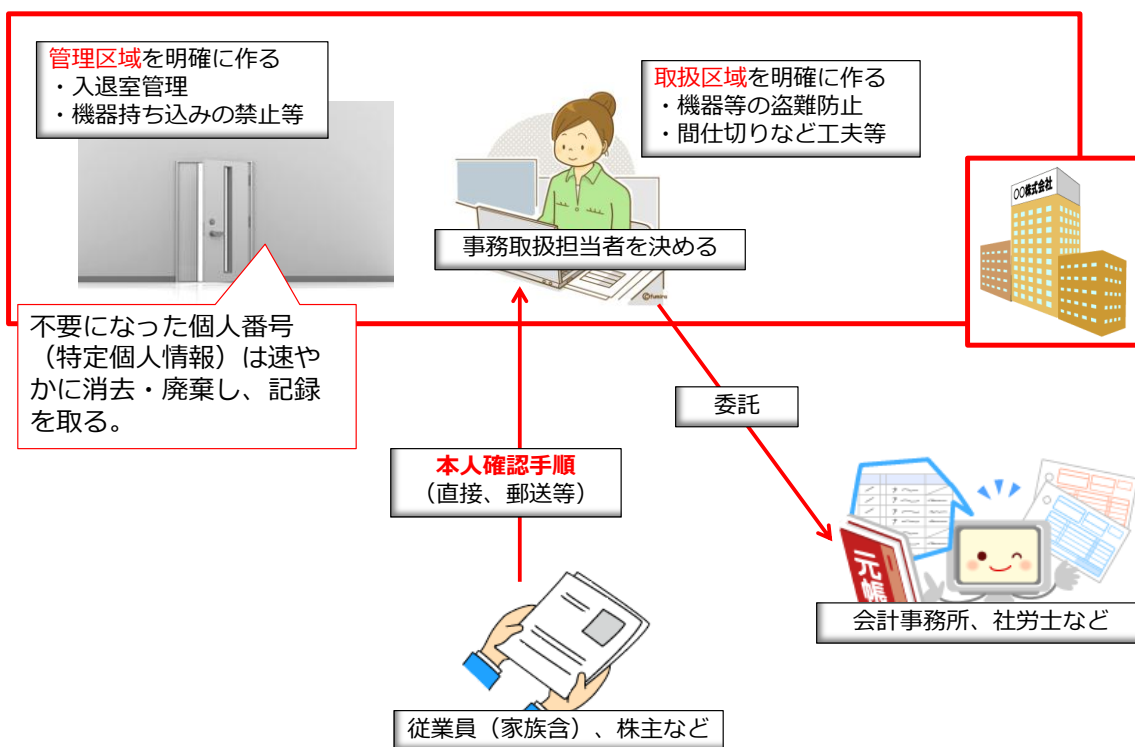 管理区域を明確に作る
・入退室管理
・機器持ち込みの禁止等
取扱区域を明確に作る
・機器等の盗難防止
・間仕切りなど工夫等
〇〇株式会社
事務取扱担当者を決める
不要になった個人番号
（特定個人情報）は速や
かに消去・廃棄し、記録
を取る。
委託
本人確認手順
（直接、郵送等）
元帳
会計事務所、社労士など
従業員（家族含）、株主など